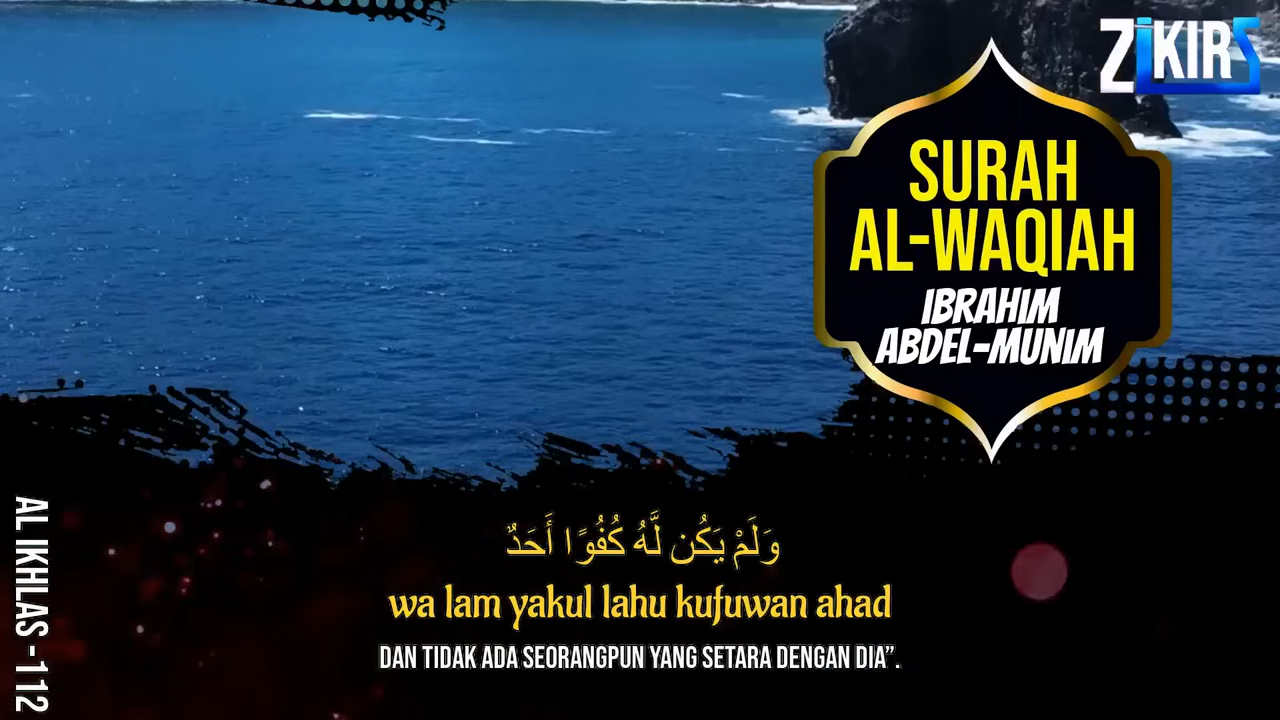 ZIKIRS
SURAH
AL-WAQIAH
IBRAHIM
ABDEL-MUNIM
وَلَمْ يَكُن لَّهُ كُفُوًا أَحَدٌ
wa lam yakul lahu kufuwan ahad
DAN TIDAK ADA SEORANGPUN YANG SETARA DENGAN DIA”.
AL IKHLAS - 112